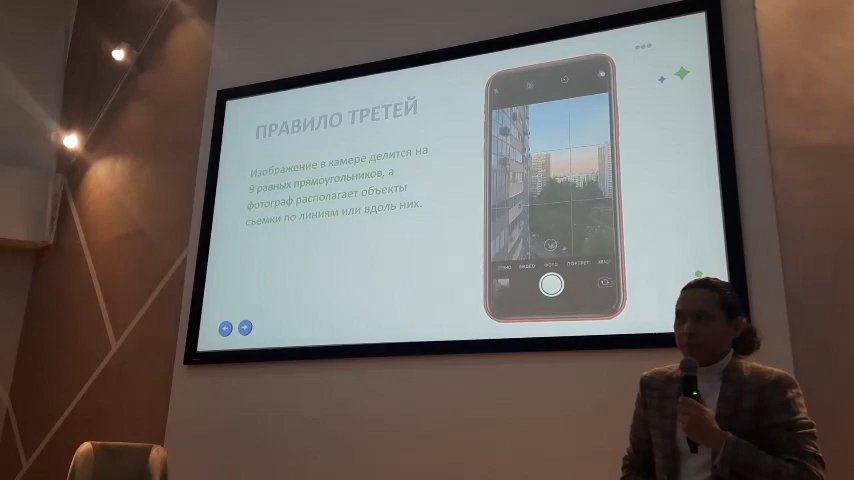 ПРАВИЛО ТРЕТЕЙ
Изображение в камере делится на
9 равных прямоугольников, а
фотограф располагает объекты
съемки по линиям или вдоль них.
ВИДЕО ФОТО ПОРТРЕТ